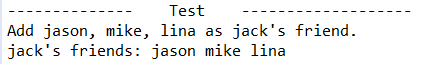 --------------    Test    -------------------
Add jason, mike, lina as jack's friend.
jack's friends: jason mike lina